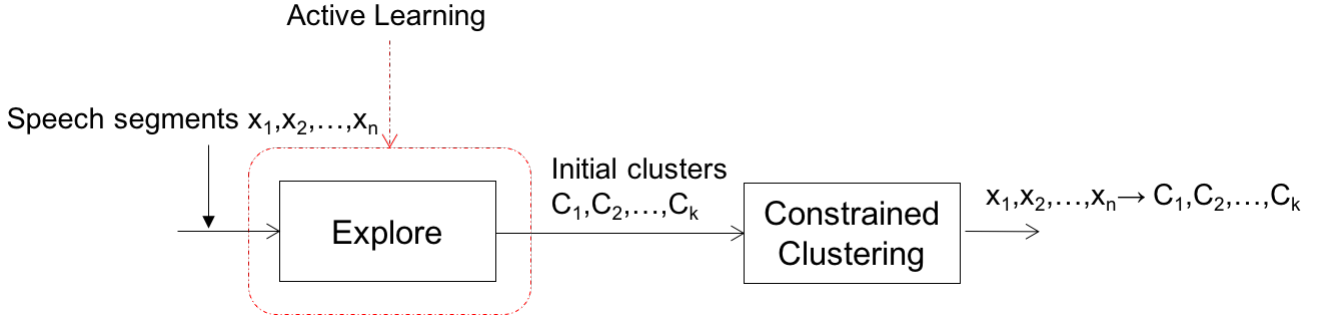 Active Learning
Speech segments x₁,x₂,…,xₙ
Initial clusters
C₁,C₂,…,Cₖ
Explore
Constrained
Clustering
x₁,x₂,…,xₙ→ C₁,C₂,…,Cₖ